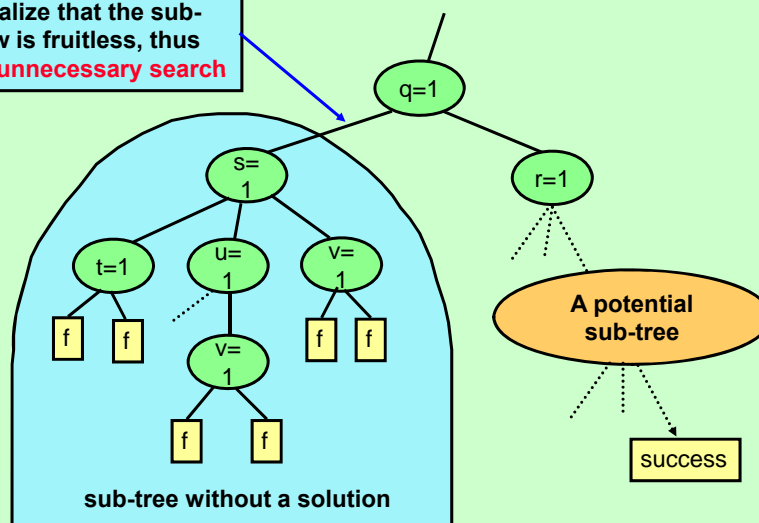 alize that the sub-
w is fruitless, thus
unnecessary search
q=1
s=
1
r=1
t=1
u=
1
v=
1
A potential
sub-tree
f
f
f
f
v=
1
f
f
success
sub-tree without a solution